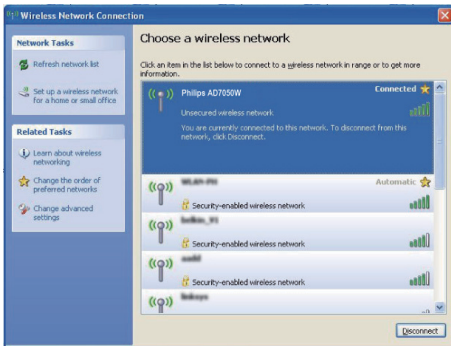 Wireless Network Connection
Choose a wireless network
Network Tasks
Refresh network list
Set up a wireless network
for a home or small office
Related Tasks
Learn about wireless
networking
Change the order of
preferred networks
Change advanced
settings
Click an item in the list below to connect to a wireless network in range or to get more
information.
Philips AD7050W
Connected
Unsecured wireless network
You are currently connected to this network. To disconnect from this
network, click Disconnect.
Automatic
Security-enabled wireless network
Security-enabled wireless network
Security-enabled wireless network
Disconnect